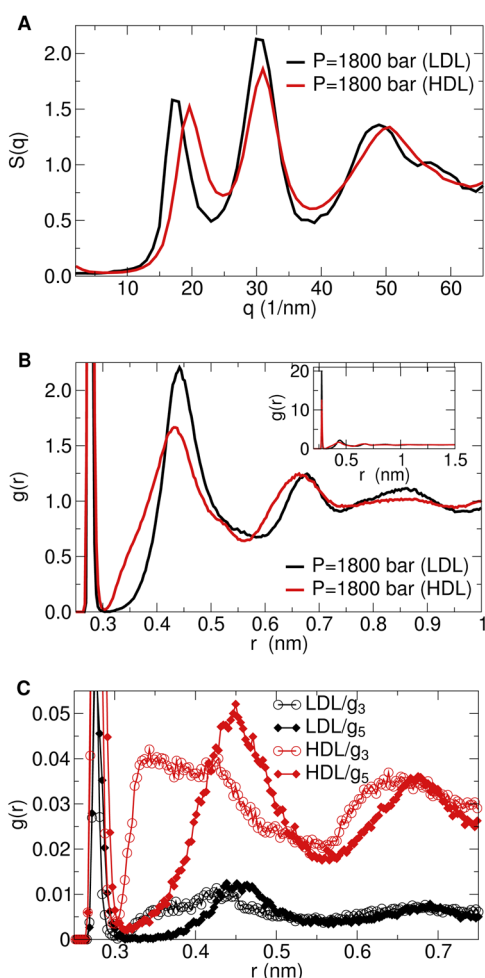 A
2.0
1.5
1.0
0.5
0.0
S(q)
P=1800 bar (LDL)
P=1800 bar (HDL)
10 20 30 40 50 60
q (1/nm)
B
2.0
1.5
1.0
0.5
0.0
g(r)
20
10
0
g(r)
0.5 1 1.5
r (nm)
P=1800 bar (LDL)
P=1800 bar (HDL)
0.3 0.4 0.5 0.6 0.7 0.8 0.9 1
r (nm)
C
0.05
0.04
0.03
0.02
0.01
0
g(r)
LDL/g3
LDL/g5
HDL/g3
HDL/g5
0.3 0.4 0.5 0.6 0.7
r (nm)